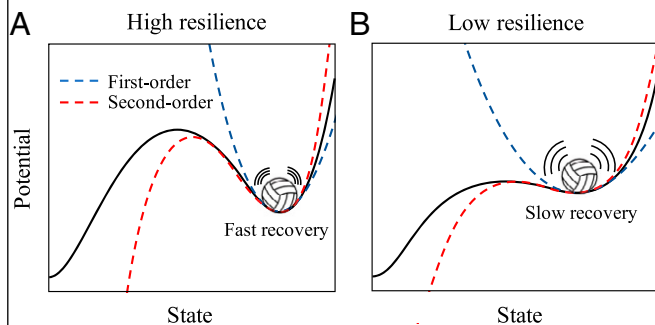 A
High resilience
First-order
Second-order
Potential
Fast recovery
State
B
Low resilience
Slow recovery
State